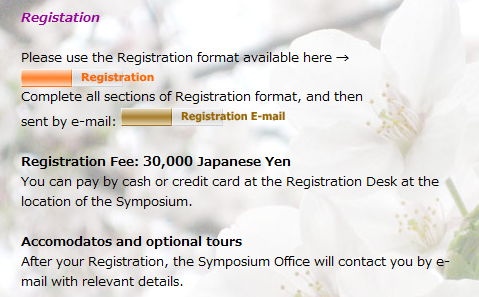 Registation
Please use the Registration format available here →
Registration
Complete all sections of Registration format, and then
sent by e-mail: Registration E-mail
Registration Fee: 30,000 Japanese Yen
You can pay by cash or credit card at the Registration Desk at the
location of the Symposium.
Accomodatos and optional tours
After your Registration, the Symposium Office will contact you by e-
mail with relevant details.